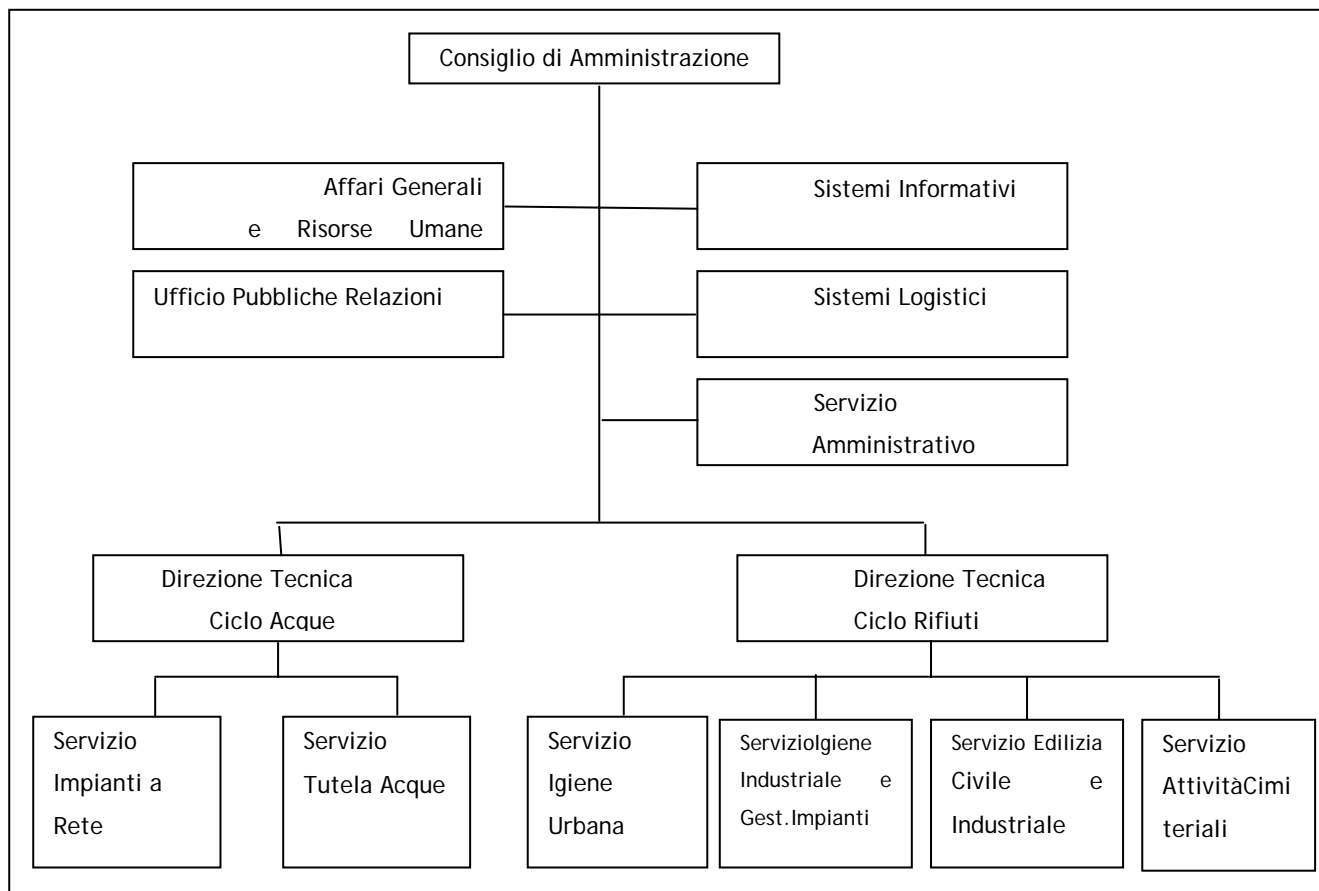 Consiglio di Amministrazione
Affari Generali
e Risorse Umane
Sistemi Informativi
Ufficio Pubbliche Relazioni
Sistemi Logistici
Servizio
Amministrativo
Direzione Tecnica
Ciclo Acque
Direzione Tecnica
Ciclo Rifiuti
Servizio
Impianti a
Rete
Servizio
Tutela Acque
Servizio
Igiene
Urbana
ServizioIgiene
Industriale e
Gest.Impianti
Servizio Edilizia
Civile e
Industriale
Servizio
AttivitàCimi
teriali